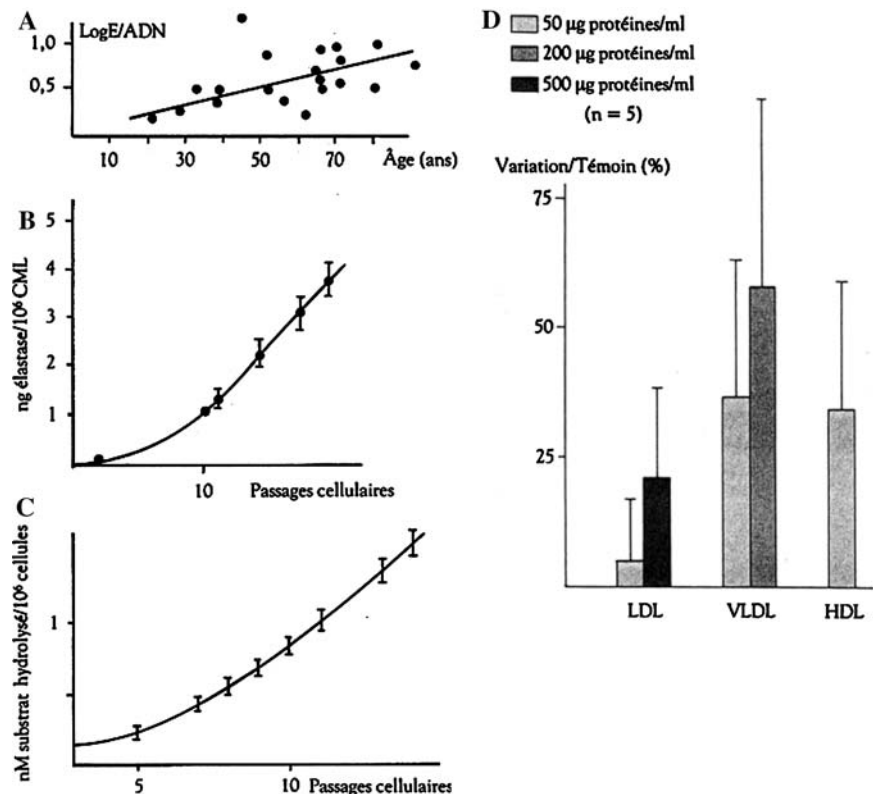 A
LogE/ADN
1,0
0,5
10 30 50 70 Âge (ans)
B
5
4
3
2
1
ng élastase/10⁶ CML
10 Passages cellulaires
C
1
nM substrat hydrolysé/10⁶ cellules
5 10 Passages cellulaires
D
50 µg protéines/ml
200 µg protéines/ml
500 µg protéines/ml
(n = 5)
Variation/Témoin (%)
75
50
25
LDL VLDL HDL